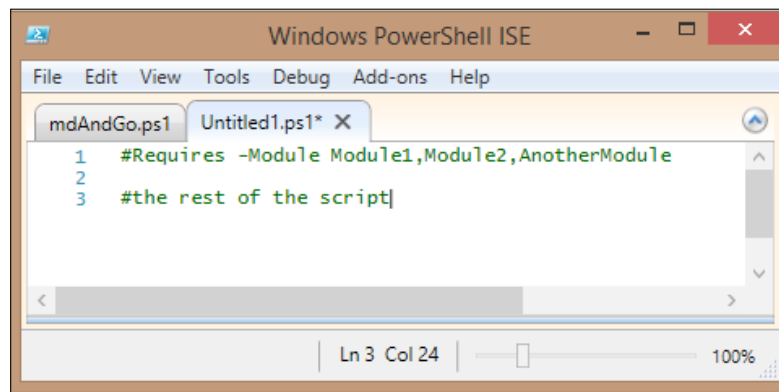 Windows PowerShell ISE
File Edit View Tools Debug Add-ons Help
mdAndGo.ps1 Untitled1.ps1* X
1 #Requires -Module Module1,Module2,AnotherModule
2
3 #the rest of the script
Ln 3 Col 24 100%